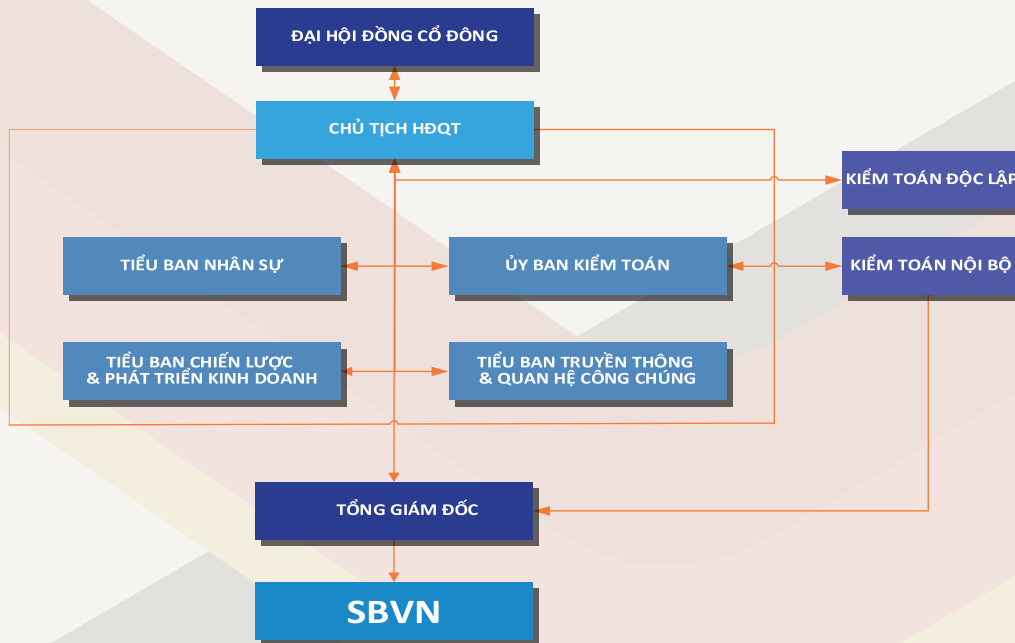 ĐẠI HỘI ĐỒNG CỔ ĐÔNG
CHỦ TỊCH HĐQT
KIỂM TOÁN ĐỘC LẬP
TIỂU BAN NHÂN SỰ
ỦY BAN KIỂM TOÁN
KIỂM TOÁN NỘI BỘ
TIỂU BAN CHIẾN LƯỢC
& PHÁT TRIỂN KINH DOANH
TIỂU BAN TRUYỀN THÔNG
& QUAN HỆ CÔNG CHÚNG
TỔNG GIÁM ĐỐC
SBVN